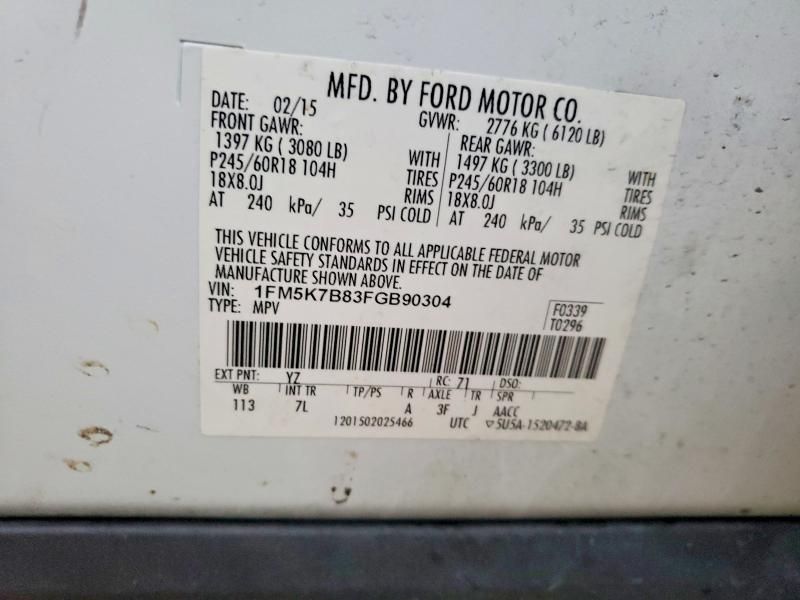 MFD. BY FORD MOTOR CO.
DATE: 02/15 GVWR: 2776 KG ( 6120 LB)
FRONT GAWR: REAR GAWR:
1397 KG ( 3080 LB) WITH 1497 KG ( 3300 LB) WITH
P245/60R18 104H TIRES P245/60R18 104H TIRES
18X8.0J RIMS 18X8.0J RIMS
AT 240 kPa/ 35 PSI COLD AT 240 kPa/ 35 PSI COLD
THIS VEHICLE CONFORMS TO ALL APPLICABLE FEDERAL MOTOR
VEHICLE SAFETY STANDARDS IN EFFECT ON THE DATE OF
MANUFACTURE SHOWN ABOVE.
VIN: 1FM5K7B83FGB90304 F0339
TYPE: MPV T0296
EXT PNT: YZ RC: 71 DSO:
WB INT TR TP/PS R AXLE TR SPR
113 7L A 3F J AACC
1201502025466 UTC ▽5U5A-1520472-BA